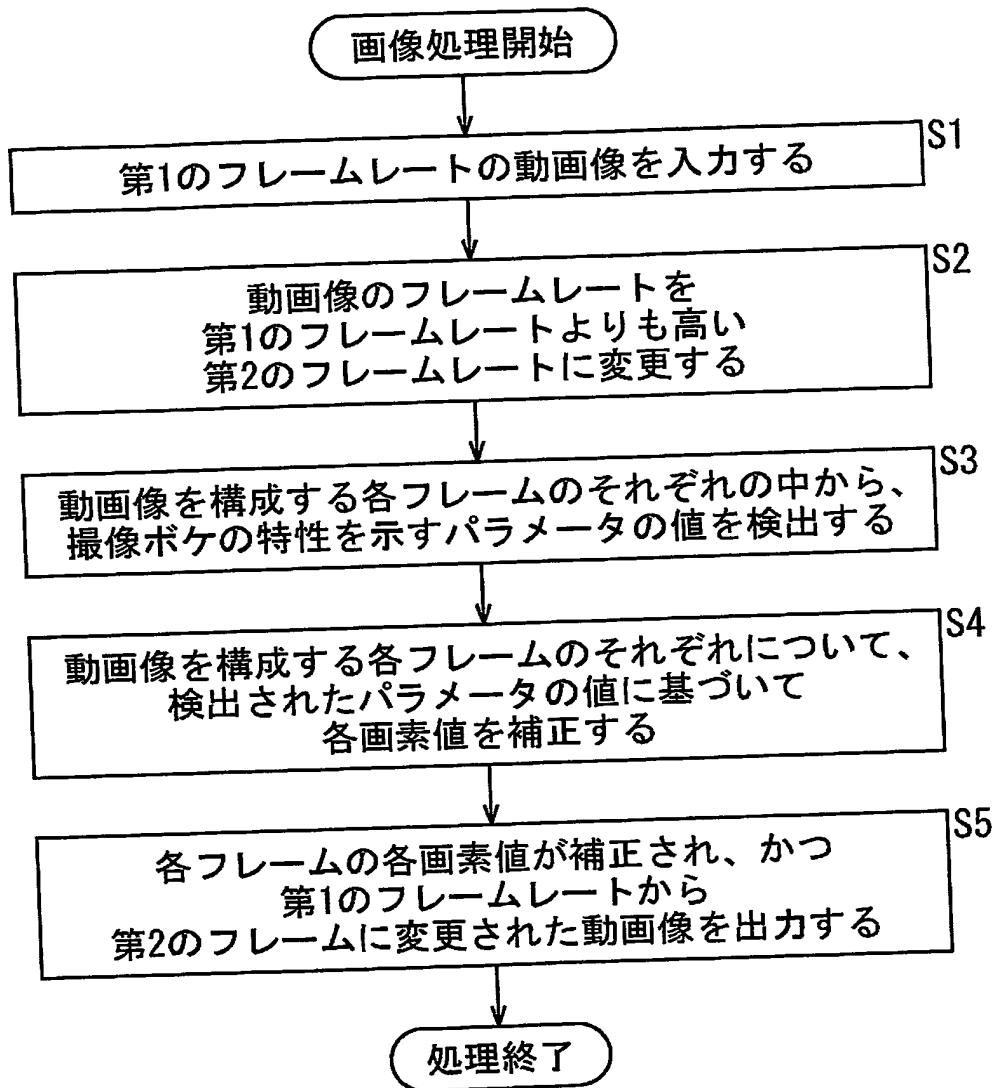 画像処理開始
S1
第1のフレームレートの動画像を入力する
S2
動画像のフレームレートを
第1のフレームレートよりも高い
第2のフレームレートに変更する
S3
動画像を構成する各フレームのそれぞれの中から、
撮像ボケの特性を示すパラメータの値を検出する
S4
動画像を構成する各フレームのそれぞれについて、
検出されたパラメータの値に基づいて
各画素値を補正する
S5
各フレームの各画素値が補正され、かつ
第1のフレームレートから
第2のフレームに変更された動画像を出力する
処理終了